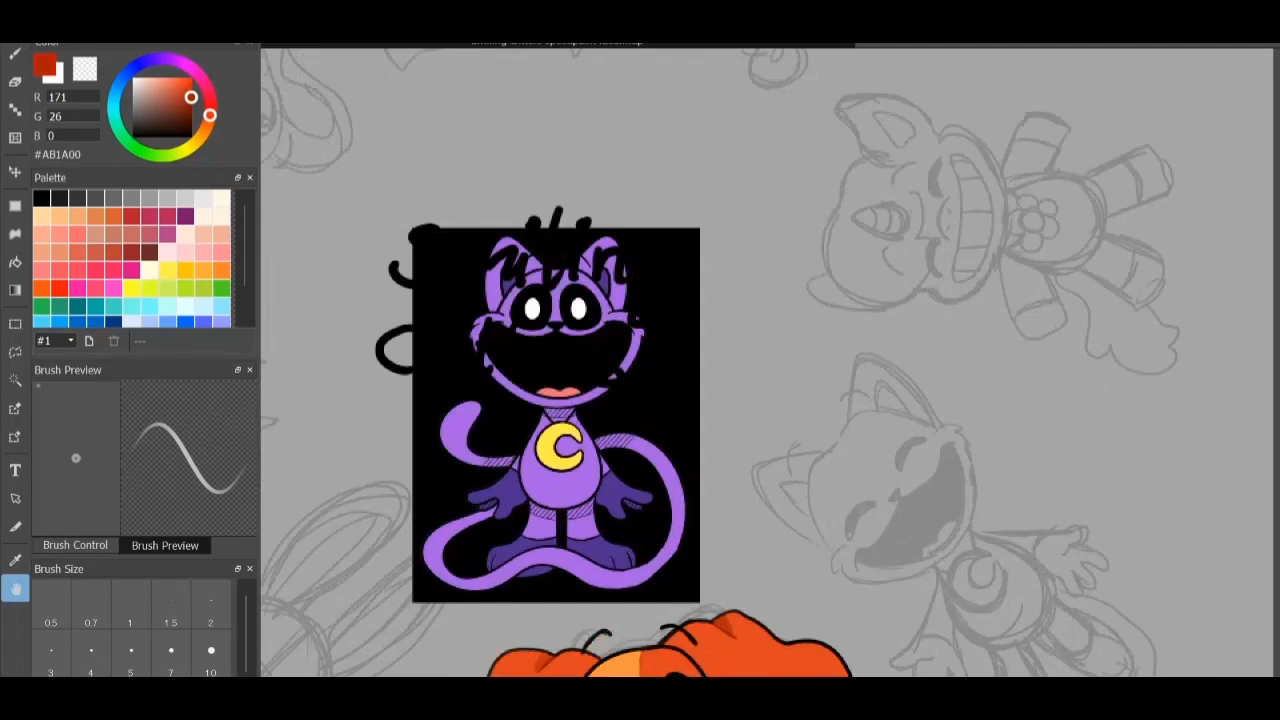 Color
R 171
G 26
B 0
#AB1A00
Palette
#1
---
Brush Preview
Brush Control
Brush Preview
Brush Size
0.5 0.7 1 1.5 2
3 4 5 7 10
T
C